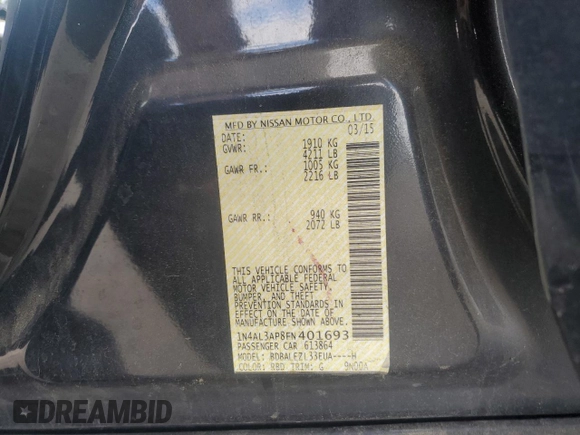 MFD BY NISSAN MOTOR CO., LTD.
DATE: 03/15
GVWR: 1910 KG
4211 LB
GAWR FR.: 1005 KG
2216 LB
GAWR RR.: 940 KG
2072 LB
THIS VEHICLE CONFORMS TO
ALL APPLICABLE FEDERAL
MOTOR VEHICLE SAFETY,
BUMPER, AND THEFT
PREVENTION STANDARDS IN
EFFECT ON THE DATE OF
MANUFACTURE SHOWN ABOVE.
1N4AL3AP8FN401693
PASSENGER CAR 613864
MODEL: BDBALEZL33EUA----H
COLOR: RBD TRIM: G 9N00A
DREAMBID
.COM